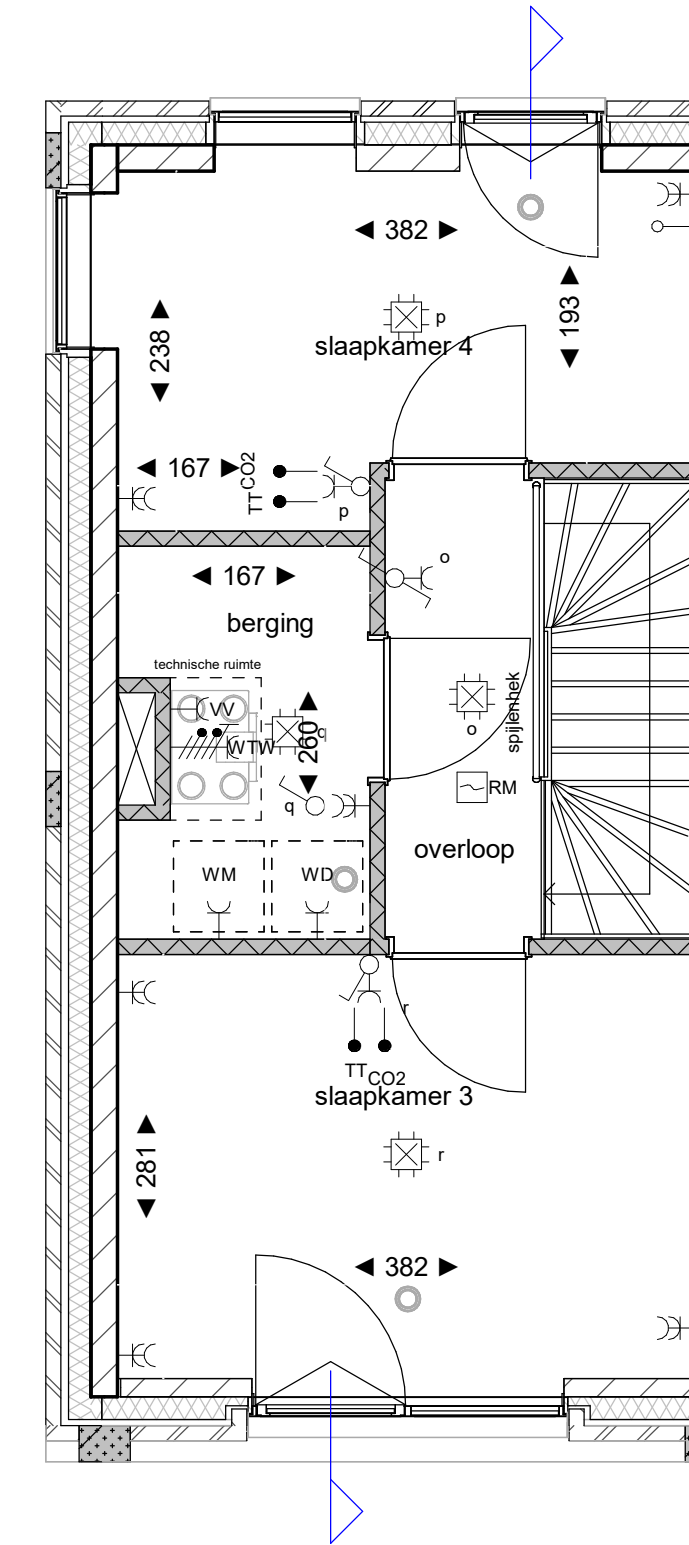 382
193
p
238
slaapkamer 4
167
CO2
TT
p
o
167
berging
technische ruimte
VV
WTW
260
q
spijlenhek
o
RM
q
overloop
WM
WD
r
TT
CO2
slaapkamer 3
281
r
382